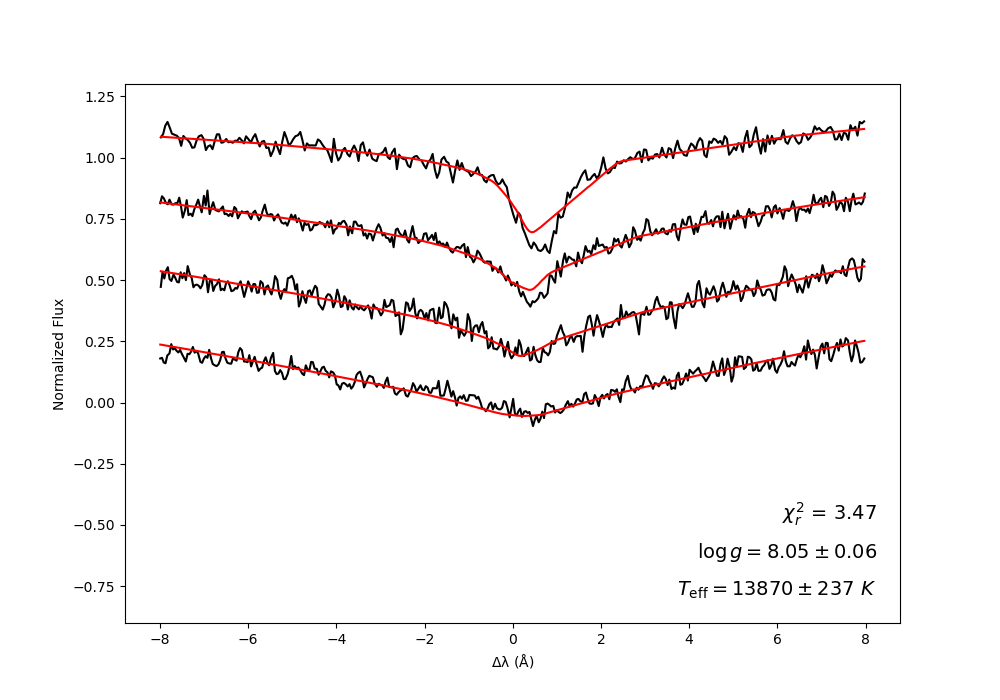 1.25
1.00
0.75
0.50
0.25
0.00
−0.25
−0.50
−0.75
Normalized Flux
χ_r^2 = 3.47
log g = 8.05 ± 0.06
T_eff = 13870 ± 237 K
−8 −6 −4 −2 0 2 4 6 8
Δλ (Å)